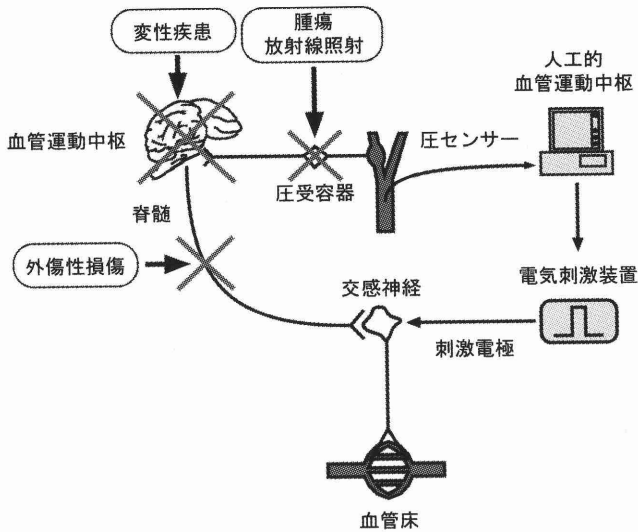 変性疾患
腫瘍
放射線照射
人工的
血管運動中枢
血管運動中枢
圧センサー
圧受容器
脊髄
外傷性損傷
交感神経
電気刺激装置
刺激電極
血管床